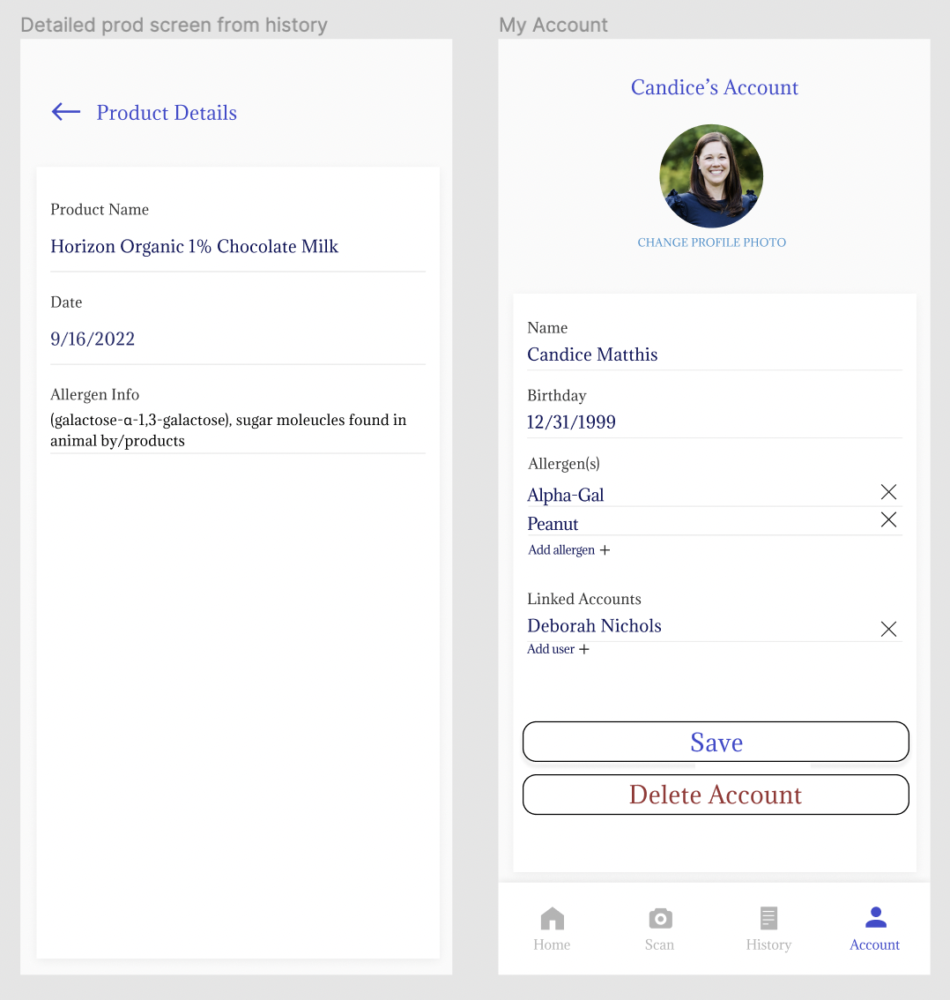 Detailed prod screen from history
Product Details
Product Name
Horizon Organic 1% Chocolate Milk
Date
9/16/2022
Allergen Info
(galactose-α-1,3-galactose), sugar moleucles found in
animal by/products
My Account
Candice’s Account
CHANGE PROFILE PHOTO
Name
Candice Matthis
Birthday
12/31/1999
Allergen(s)
Alpha-Gal
Peanut
Add allergen +
Linked Accounts
Deborah Nichols
Add user +
Save
Delete Account
Home
Scan
History
Account